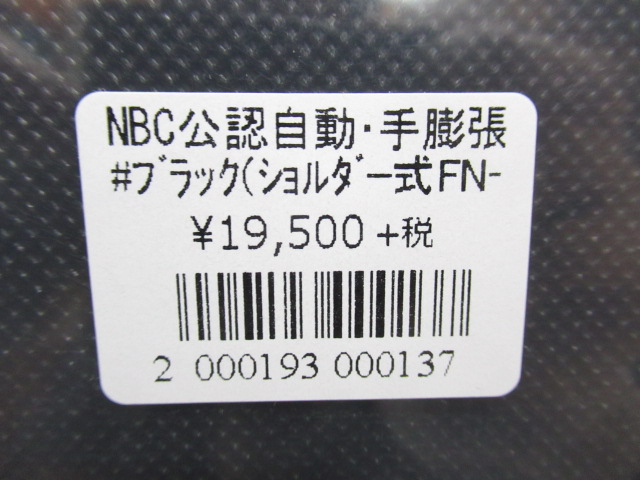 NBC公認自動・手膨張
#ﾌﾞﾗｯｸ(ｼｮﾙﾀﾞｰ式FN-
¥19,500+税
2 000193 000137